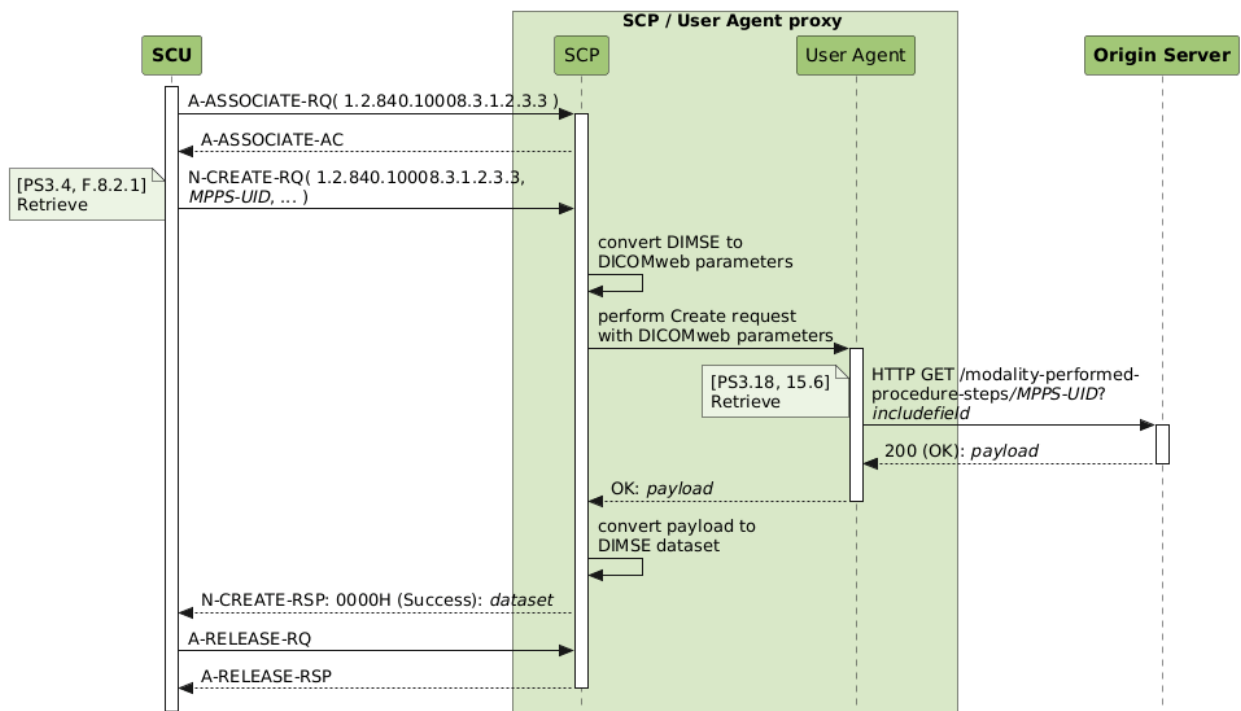 SCP / User Agent proxy
SCU
SCP
User Agent
Origin Server
A-ASSOCIATE-RQ( 1.2.840.10008.3.1.2.3.3 )
A-ASSOCIATE-AC
[PS3.4, F.8.2.1]
Retrieve
N-CREATE-RQ( 1.2.840.10008.3.1.2.3.3,
MPPS-UID, ... )
convert DIMSE to
DICOMweb parameters
perform Create request
with DICOMweb parameters
[PS3.18, 15.6]
Retrieve
HTTP GET /modality-performed-
procedure-steps/MPPS-UID?
includefield
200 (OK): payload
OK: payload
convert payload to
DIMSE dataset
N-CREATE-RSP: 0000H (Success): dataset
A-RELEASE-RQ
A-RELEASE-RSP